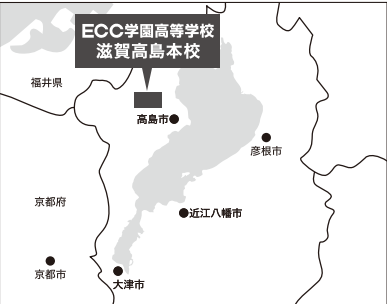 ECC学園高等学校
滋賀高島本校
福井県
高島市
彦根市
京都府
近江八幡市
京都市
大津市